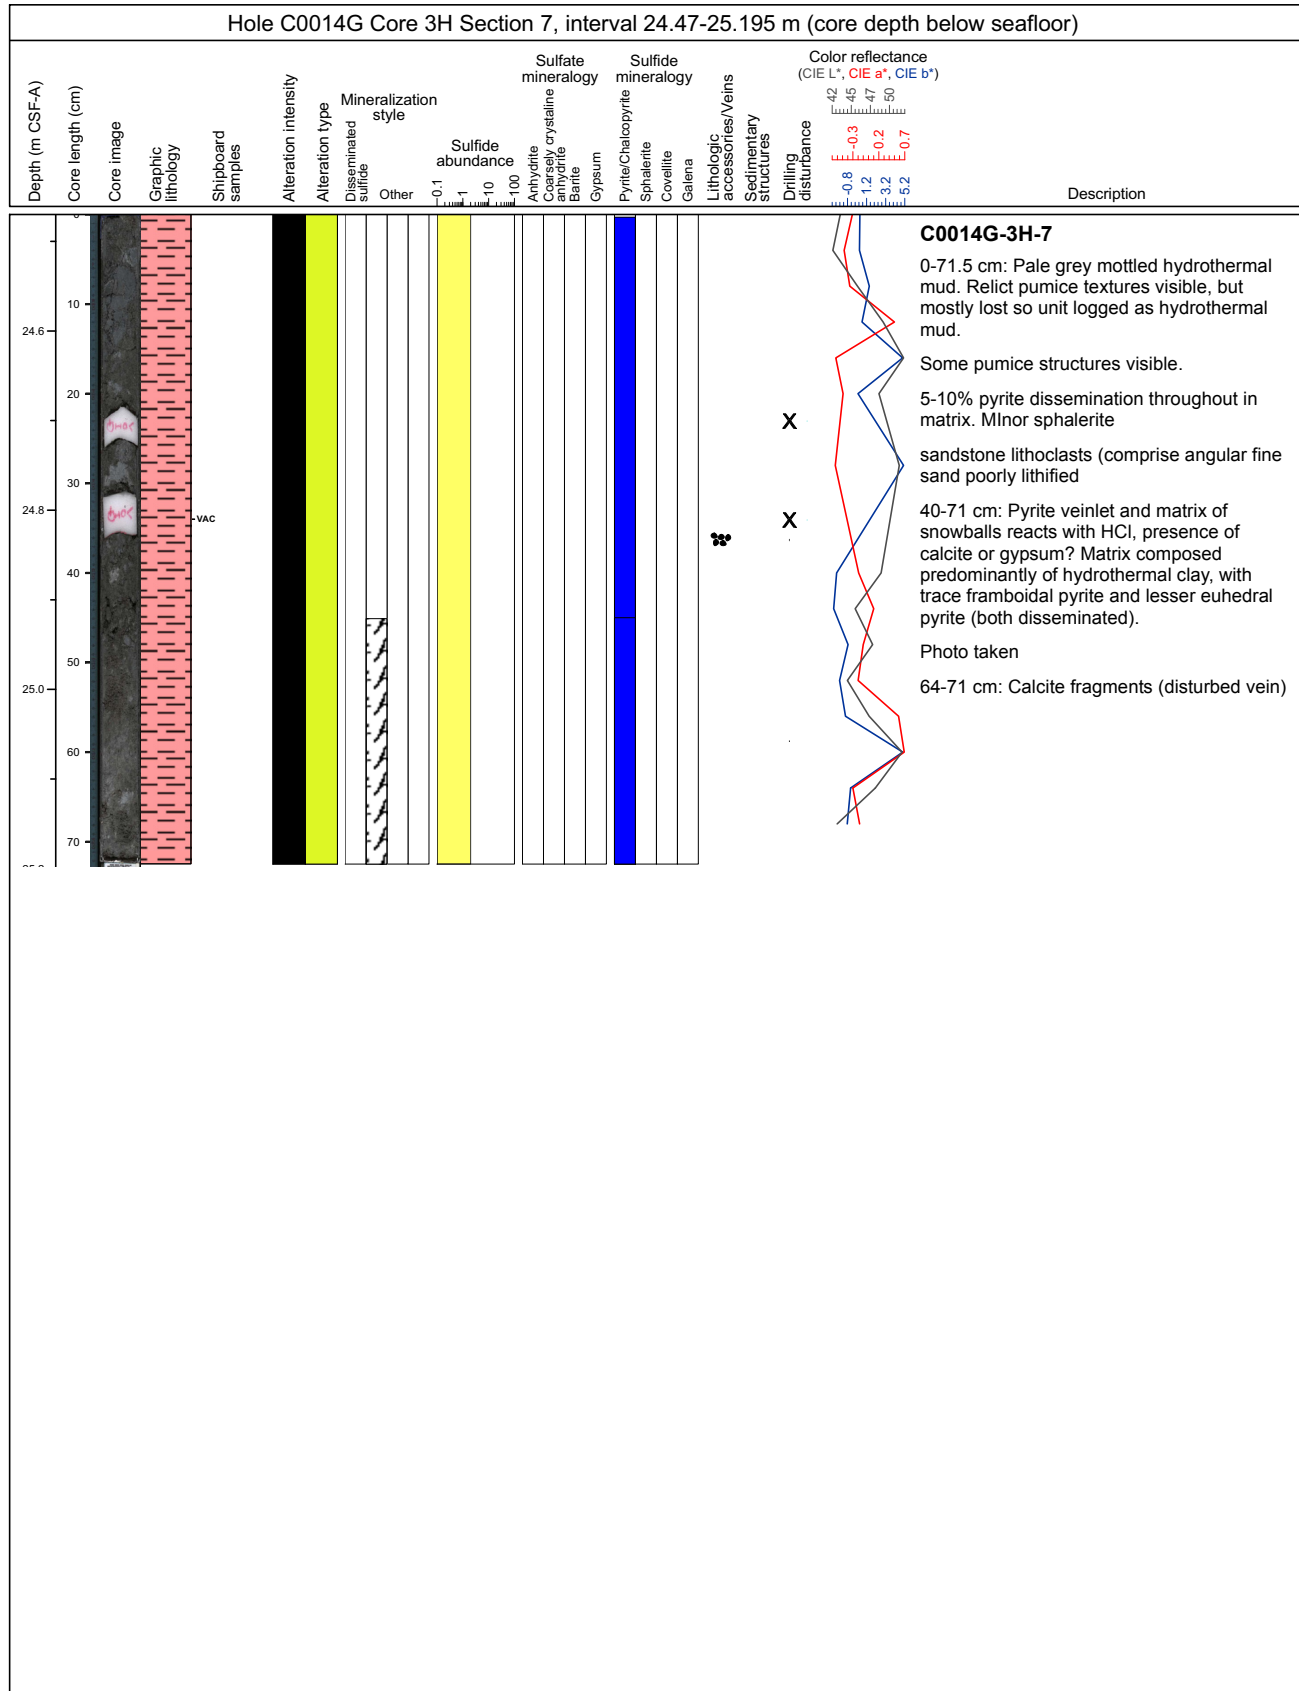 Hole C0014G Core 3H Section 7, interval 24.47-25.195 m (core depth below seafloor)
Depth (m CSF-A)
Core length (cm)
Core image
Graphic
lithology
Shipboard
samples
Alteration intensity
Alteration type
Mineralization
style
Disseminated
sulfide
Other
Sulfide
abundance
0.1
1
10
100
Sulfate
mineralogy
Anhydrite
Coarsely crystaline
anhydrite
Barite
Gypsum
Sulfide
mineralogy
Pyrite/Chalcopyrite
Sphalerite
Covellite
Galena
Lithologic
accessories/Veins
Sedimentary
structures
Drilling
disturbance
Color reflectance
(CIE L*, CIE a*, CIE b*)
42
45
47
50
-0.3
0.2
0.7
-0.8
1.2
3.2
5.2
Description
24.6
24.8
25.0
10
20
30
40
50
60
70
VAC
X
X
C0014G-3H-7
0-71.5 cm: Pale grey mottled hydrothermal
mud. Relict pumice textures visible, but
mostly lost so unit logged as hydrothermal
mud.
Some pumice structures visible.
5-10% pyrite dissemination throughout in
matrix. MInor sphalerite
sandstone lithoclasts (comprise angular fine
sand poorly lithified
40-71 cm: Pyrite veinlet and matrix of
snowballs reacts with HCl, presence of
calcite or gypsum? Matrix composed
predominantly of hydrothermal clay, with
trace framboidal pyrite and lesser euhedral
pyrite (both disseminated).
Photo taken
64-71 cm: Calcite fragments (disturbed vein)